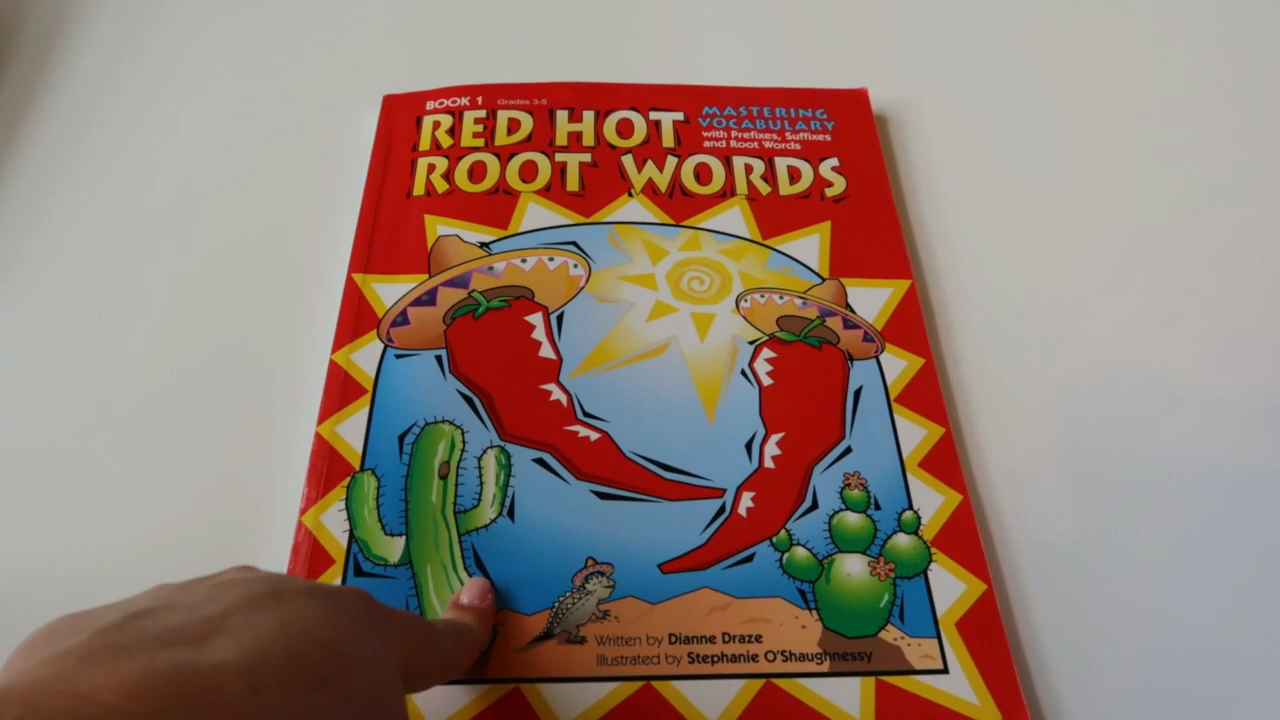 BOOK 1 Grades 3-5
RED HOT
ROOT WORDS
MASTERING
VOCABULARY
with Prefixes, Suffixes
and Root Words
Written by Dianne Draze
Illustrated by Stephanie O'Shaughnessy